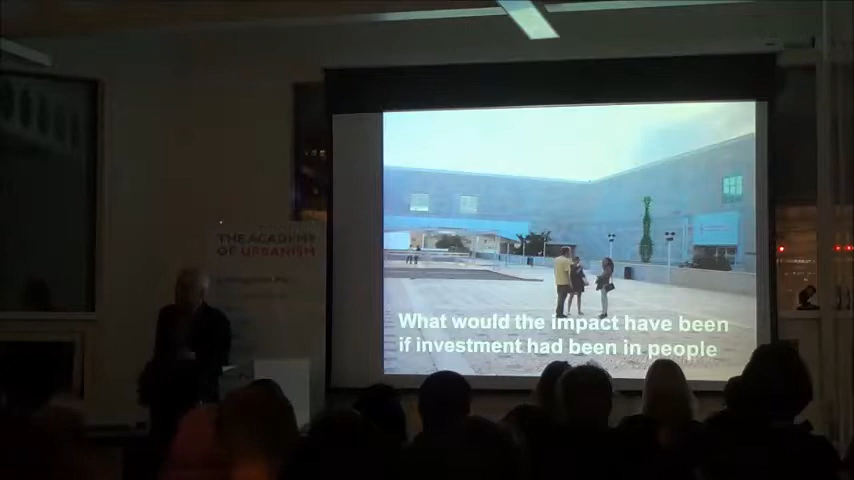 THE ACADEMY
OF URBANISM
What would the impact have been
if investment had been in people